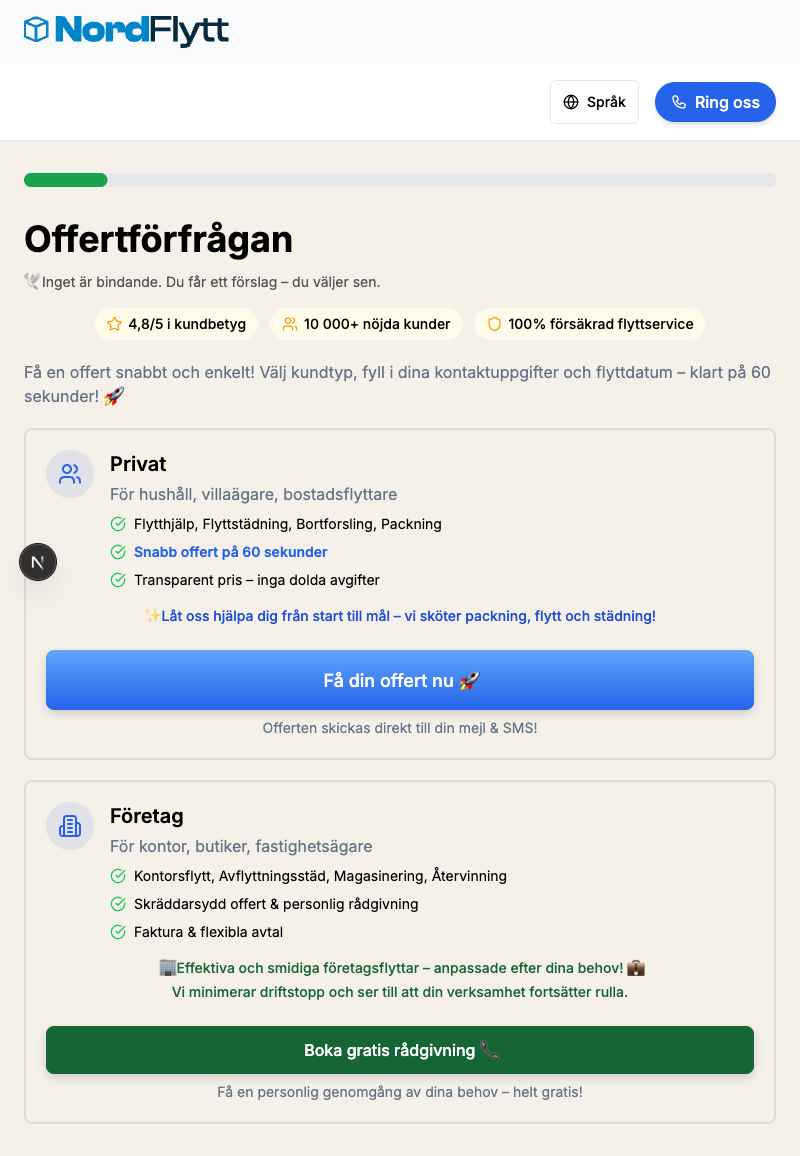 NordFlytt
Språk
Ring oss
Offertförfrågan
🕊️Inget är bindande. Du får ett förslag – du väljer sen.
4,8/5 i kundbetyg
10 000+ nöjda kunder
100% försäkrad flyttservice
Få en offert snabbt och enkelt! Välj kundtyp, fyll i dina kontaktuppgifter och flyttdatum – klart på 60
sekunder! 🚀
Privat
För hushåll, villaägare, bostadsflyttare
Flytthjälp, Flyttstädning, Bortforsling, Packning
Snabb offert på 60 sekunder
N
Transparent pris – inga dolda avgifter
✨Låt oss hjälpa dig från start till mål – vi sköter packning, flytt och städning!
Få din offert nu 🚀
Offerten skickas direkt till din mejl & SMS!
Företag
För kontor, butiker, fastighetsägare
Kontorsflytt, Avflyttningsstäd, Magasinering, Återvinning
Skräddarsydd offert & personlig rådgivning
Faktura & flexibla avtal
🏢Effektiva och smidiga företagsflyttar – anpassade efter dina behov! 💼
Vi minimerar driftstopp och ser till att din verksamhet fortsätter rulla.
Boka gratis rådgivning 📞
Få en personlig genomgång av dina behov – helt gratis!